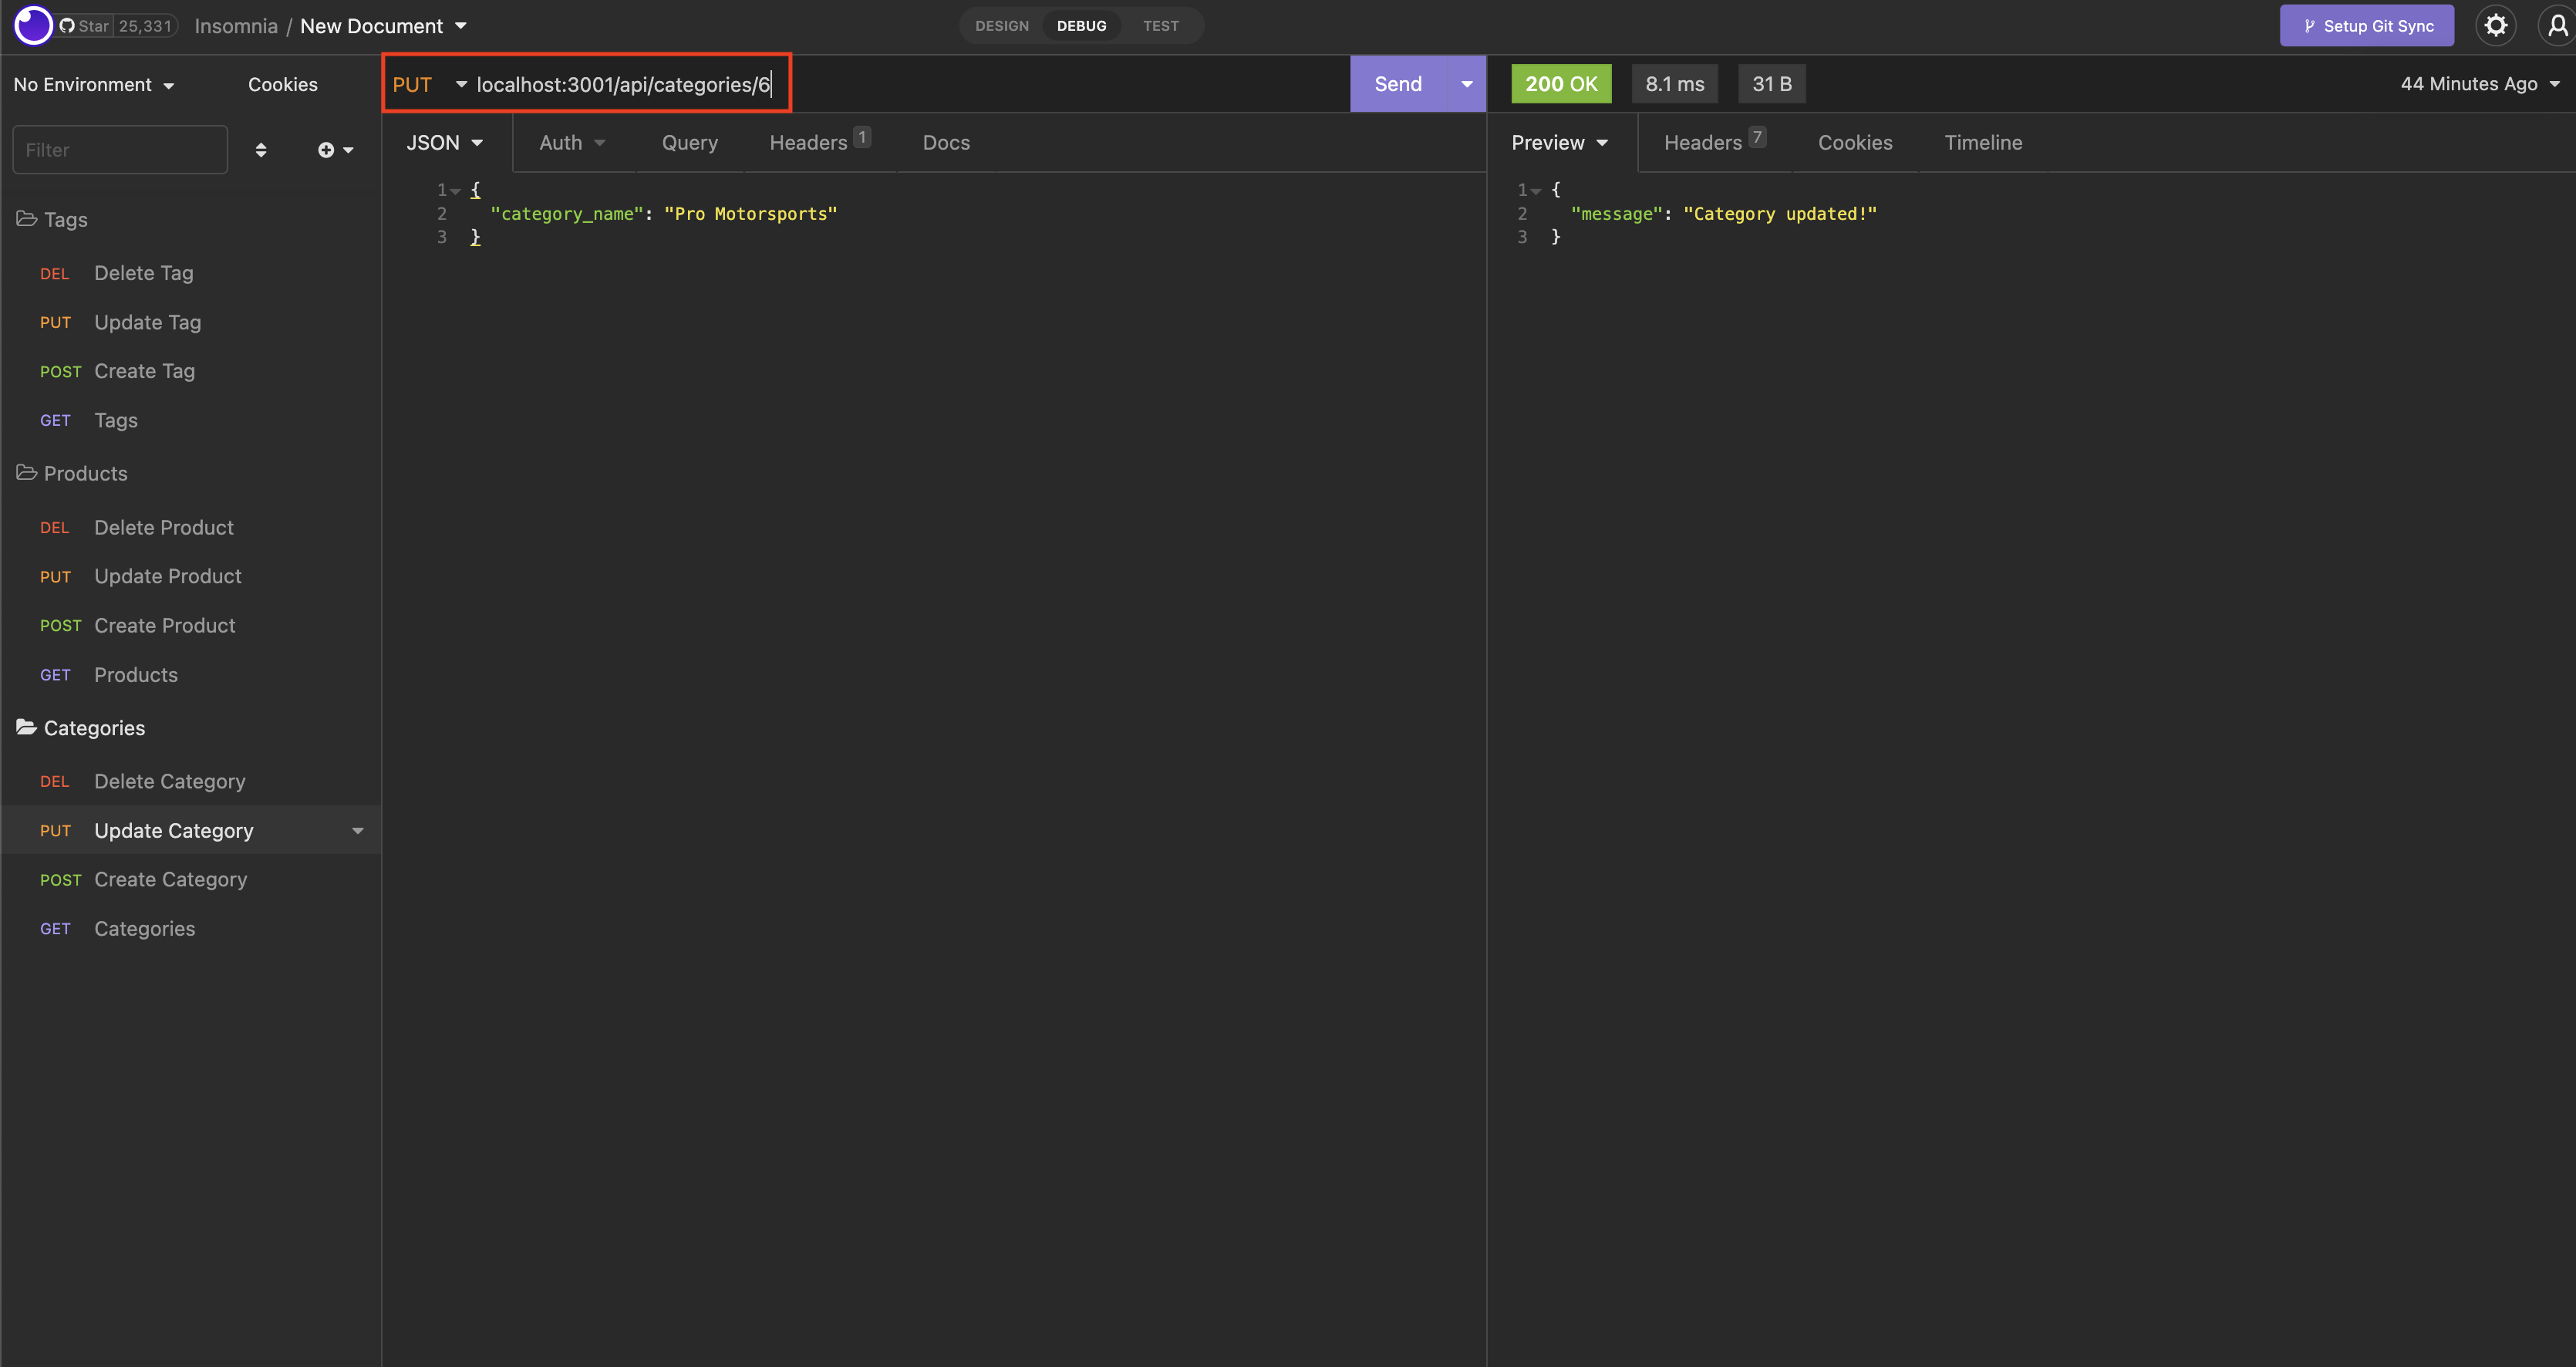 Star 25,331 Insomnia / New Document DESIGN DEBUG TEST Setup Git Sync
No Environment Cookies PUT localhost:3001/api/categories/6 Send 200 OK 8.1 ms 31 B 44 Minutes Ago
Filter
JSON Auth Query Headers 1 Docs
Preview Headers 7 Cookies Timeline
1 {
2 "category_name": "Pro Motorsports"
3 }
1 {
2 "message": "Category updated!"
3 }
Tags
DEL Delete Tag
PUT Update Tag
POST Create Tag
GET Tags
Products
DEL Delete Product
PUT Update Product
POST Create Product
GET Products
Categories
DEL Delete Category
PUT Update Category
POST Create Category
GET Categories